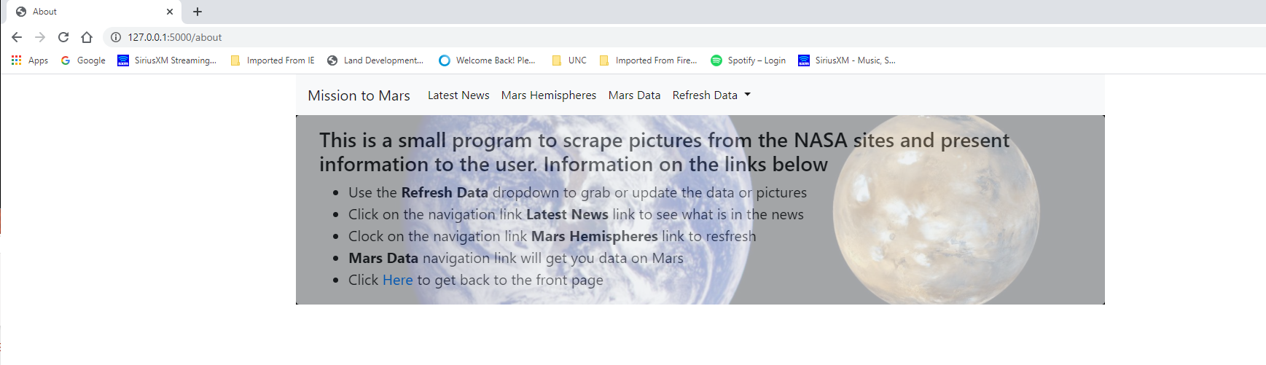 About
127.0.0.1:5000/about
Apps Google SiriusXM Streaming... Imported From IE Land Development... Welcome Back! Ple... UNC Imported From Fire... Spotify – Login SiriusXM - Music, S...
Mission to Mars Latest News Mars Hemispheres Mars Data Refresh Data
This is a small program to scrape pictures from the NASA sites and present
information to the user. Information on the links below
Use the Refresh Data dropdown to grab or update the data or pictures
Click on the navigation link Latest News link to see what is in the news
Clock on the navigation link Mars Hemispheres link to resfresh
Mars Data navigation link will get you data on Mars
Click Here to get back to the front page